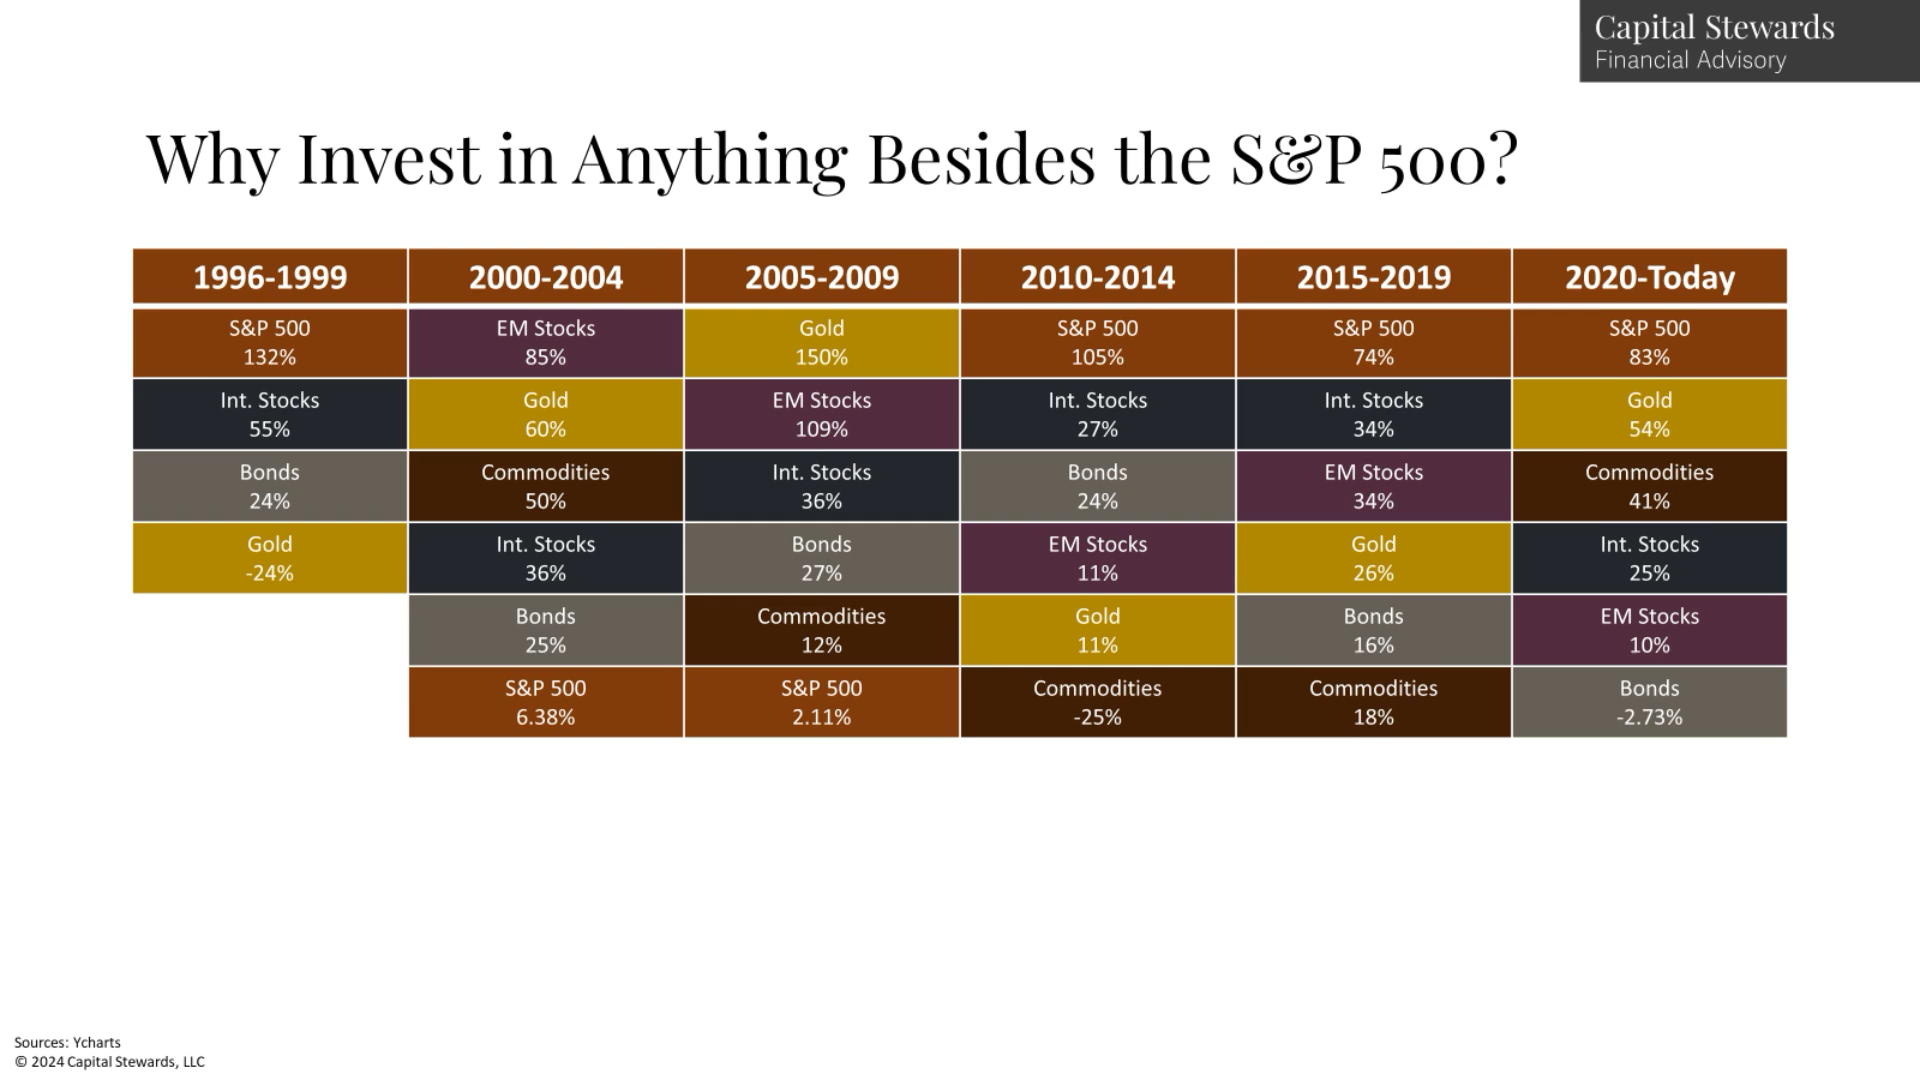 Capital Stewards
Financial Advisory
Why Invest in Anything Besides the S&P 500?
1996-1999 2000-2004 2005-2009 2010-2014 2015-2019 2020-Today
S&P 500 EM Stocks Gold S&P 500 S&P 500 S&P 500
132% 85% 150% 105% 74% 83%
Int. Stocks Gold EM Stocks Int. Stocks Int. Stocks Gold
55% 60% 109% 27% 34% 54%
Bonds Commodities Int. Stocks Bonds EM Stocks Commodities
24% 50% 36% 24% 34% 41%
Gold Int. Stocks Bonds EM Stocks Gold Int. Stocks
-24% 36% 27% 11% 26% 25%
Bonds Commodities Gold Bonds EM Stocks
25% 12% 11% 16% 10%
S&P 500 S&P 500 Commodities Commodities Bonds
6.38% 2.11% -25% 18% -2.73%
Sources: Ycharts
© 2024 Capital Stewards, LLC